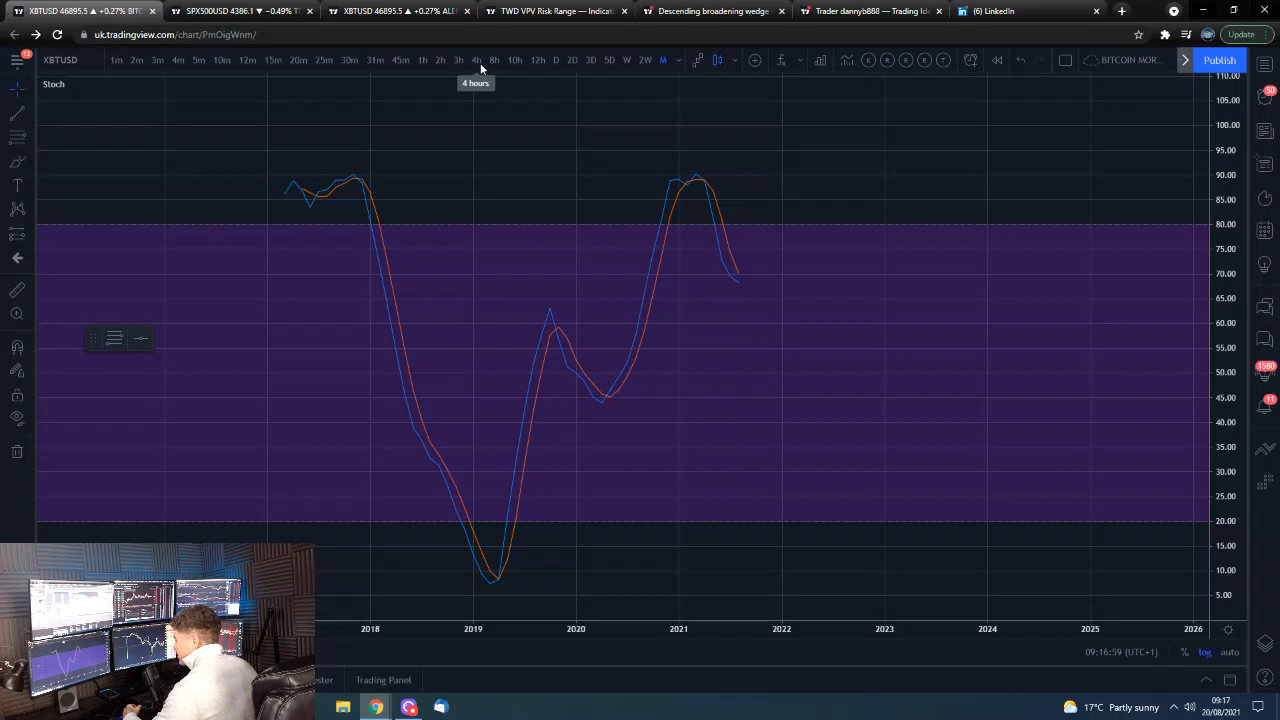 XBTUSD 46895.5 ▲ +0.27% BITC
SPX500USD 4386.1 ▼ −0.49% T
XBTUSD 46895.5 ▲ +0.27% ALE
TWD VPV Risk Range — Indicato
Descending broadening wedge
Trader dannyb888 — Trading Id
(6) LinkedIn
uk.tradingview.com/chart/PmOigWnm/
Update
13
XBTUSD
1m 2m 3m 4m 5m 10m 12m 15m 20m 30m 31m 45m 1h 2h 3h 4h 8h 10h 12h D 2D 3D 5D W 2W M
BITCOIN MOR...
Publish
4 hours
Stoch
110.00
105.00
100.00
95.00
90.00
85.00
80.00
75.00
70.00
65.00
60.00
55.00
50.00
45.00
40.00
35.00
30.00
25.00
20.00
15.00
10.00
5.00
50
1580
11
2018 2019 2020 2021 2022 2023 2024 2025 2026
09:16:59 (UTC+1) % log auto
ster
Trading Panel
17°C Partly sunny
09:17
20/08/2021